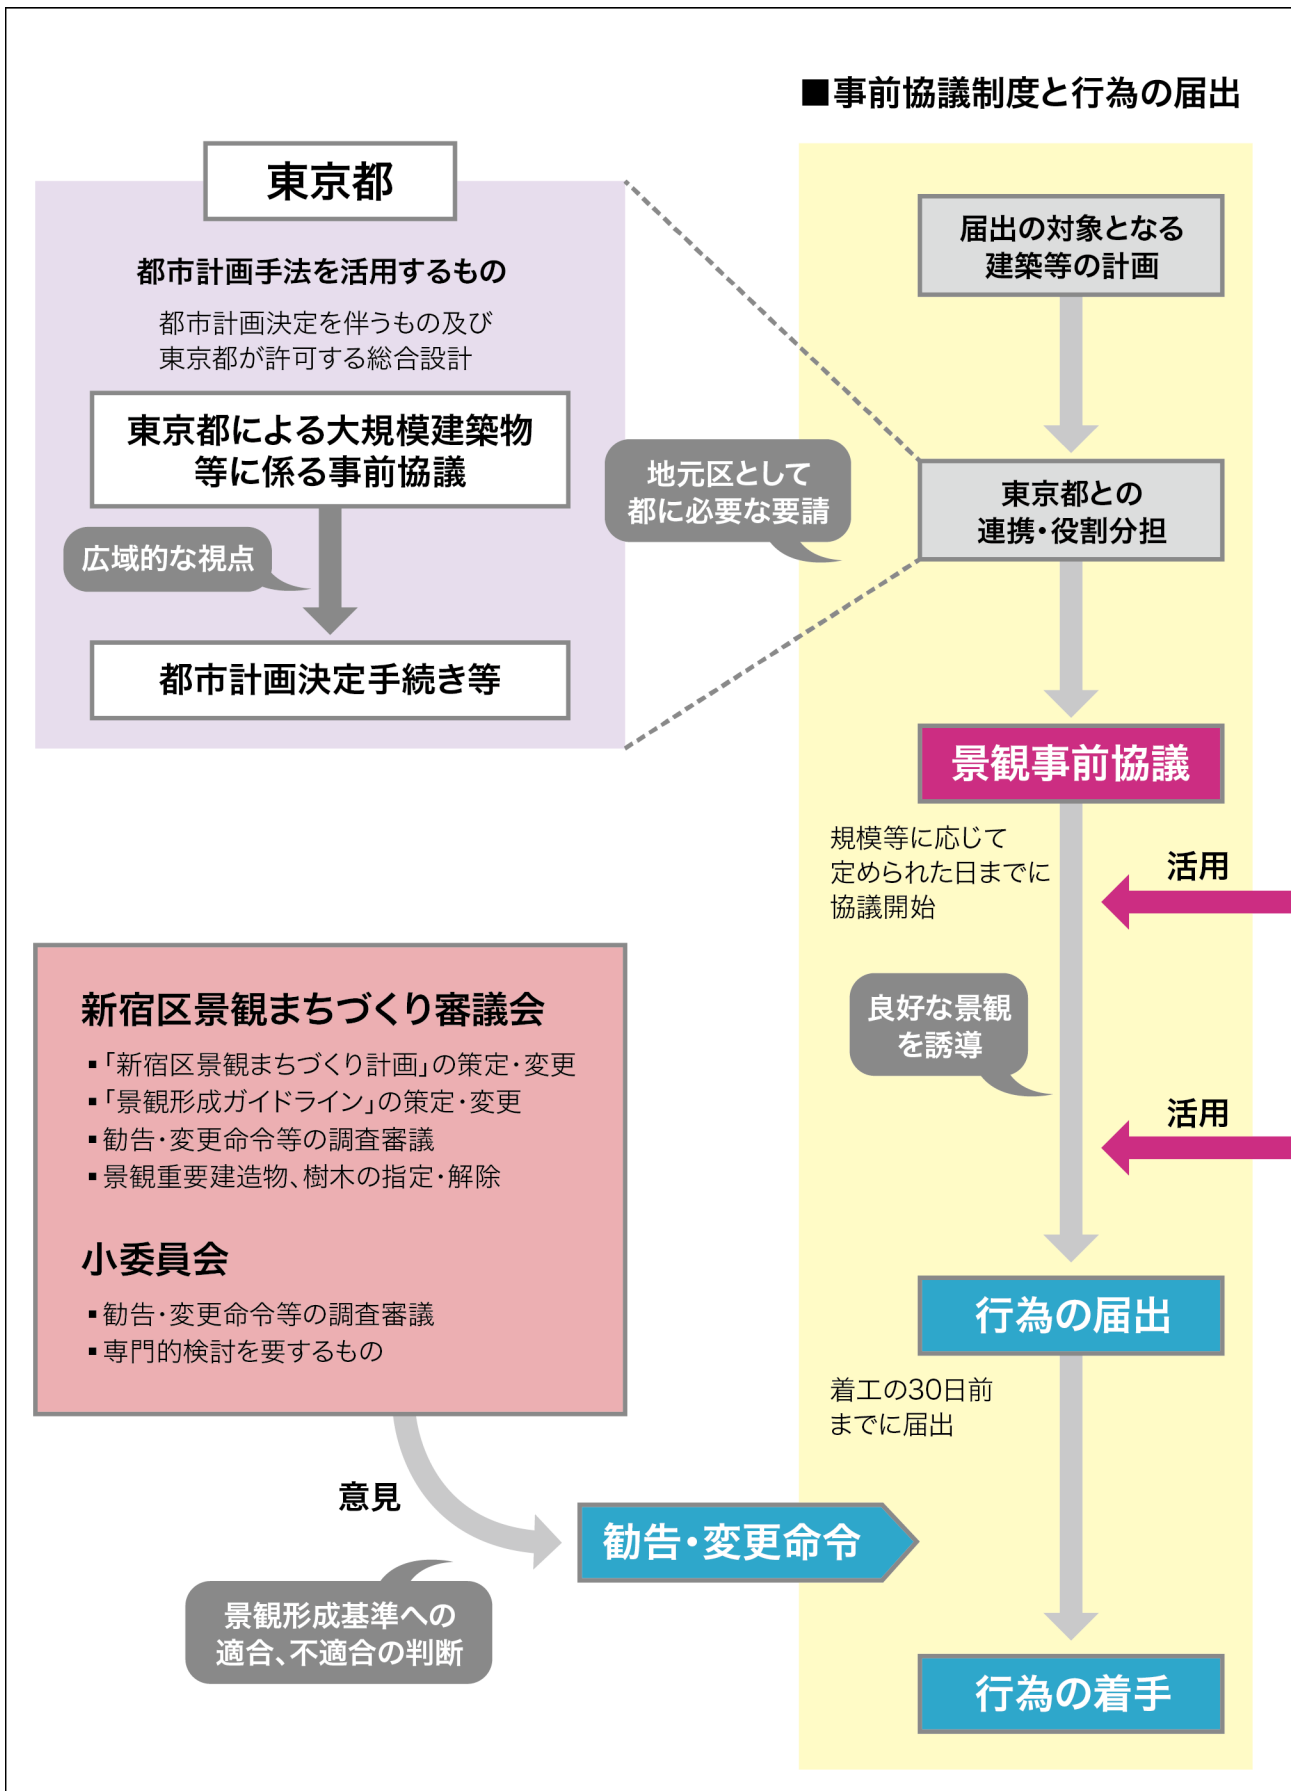 ■事前協議制度と行為の届出
東京都
都市計画手法を活用するもの
都市計画決定を伴うもの及び
東京都が許可する総合設計
東京都による大規模建築物
等に係る事前協議
広域的な視点
都市計画決定手続き等
地元区として
都に必要な要請
届出の対象となる
建築等の計画
東京都との
連携・役割分担
景観事前協議
規模等に応じて
定められた日までに
協議開始
活用
良好な景観
を誘導
活用
行為の届出
着工の30日前
までに届出
新宿区景観まちづくり審議会
▪「新宿区景観まちづくり計画」の策定・変更
▪「景観形成ガイドライン」の策定・変更
▪勧告・変更命令等の調査審議
▪景観重要建造物、樹木の指定・解除
小委員会
▪勧告・変更命令等の調査審議
▪専門的検討を要するもの
意見
景観形成基準への
適合、不適合の判断
勧告・変更命令
行為の着手